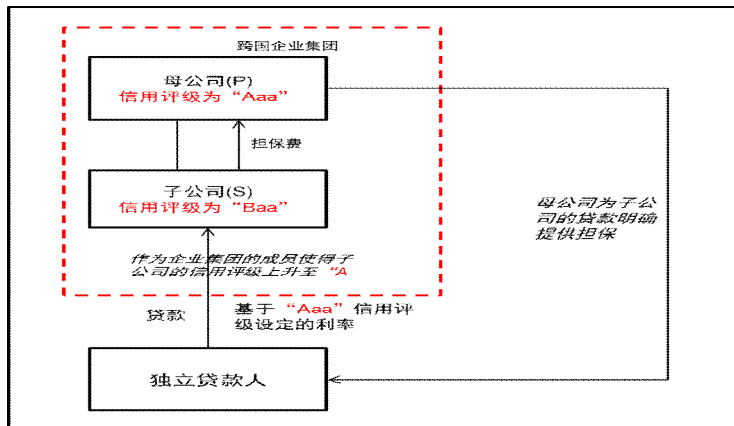 跨国企业集团
母公司(P)
信用评级为“Aaa”
担保费
子公司(S)
信用评级为“Baa”
母公司为子公
司的贷款明确
提供担保
作为企业集团的成员使得子
公司的信用评级上升至 “A
贷款
基于“Aaa”信用评
级设定的利率
独立贷款人